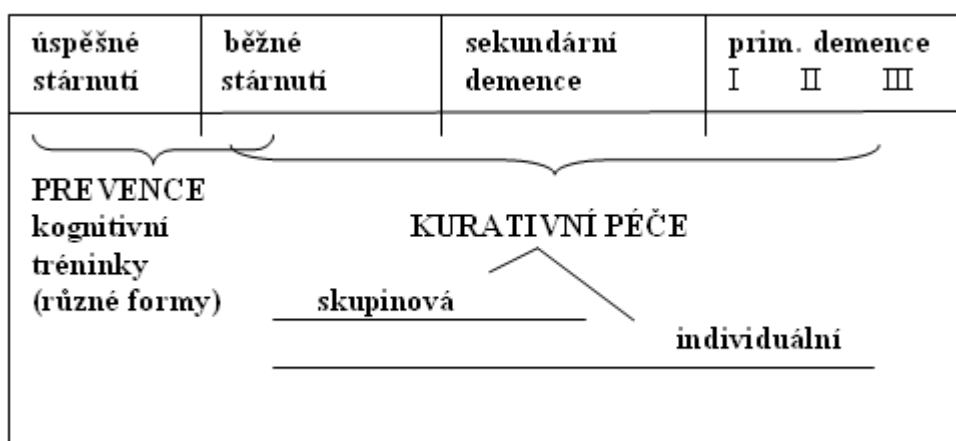 úspěšné běžné sekundární prim. demence
stárnutí stárnutí demence I II III
PREVENCE
kognitivní KURATIVNÍ PÉČE
tréninky
(různé formy) skupinová
individuální